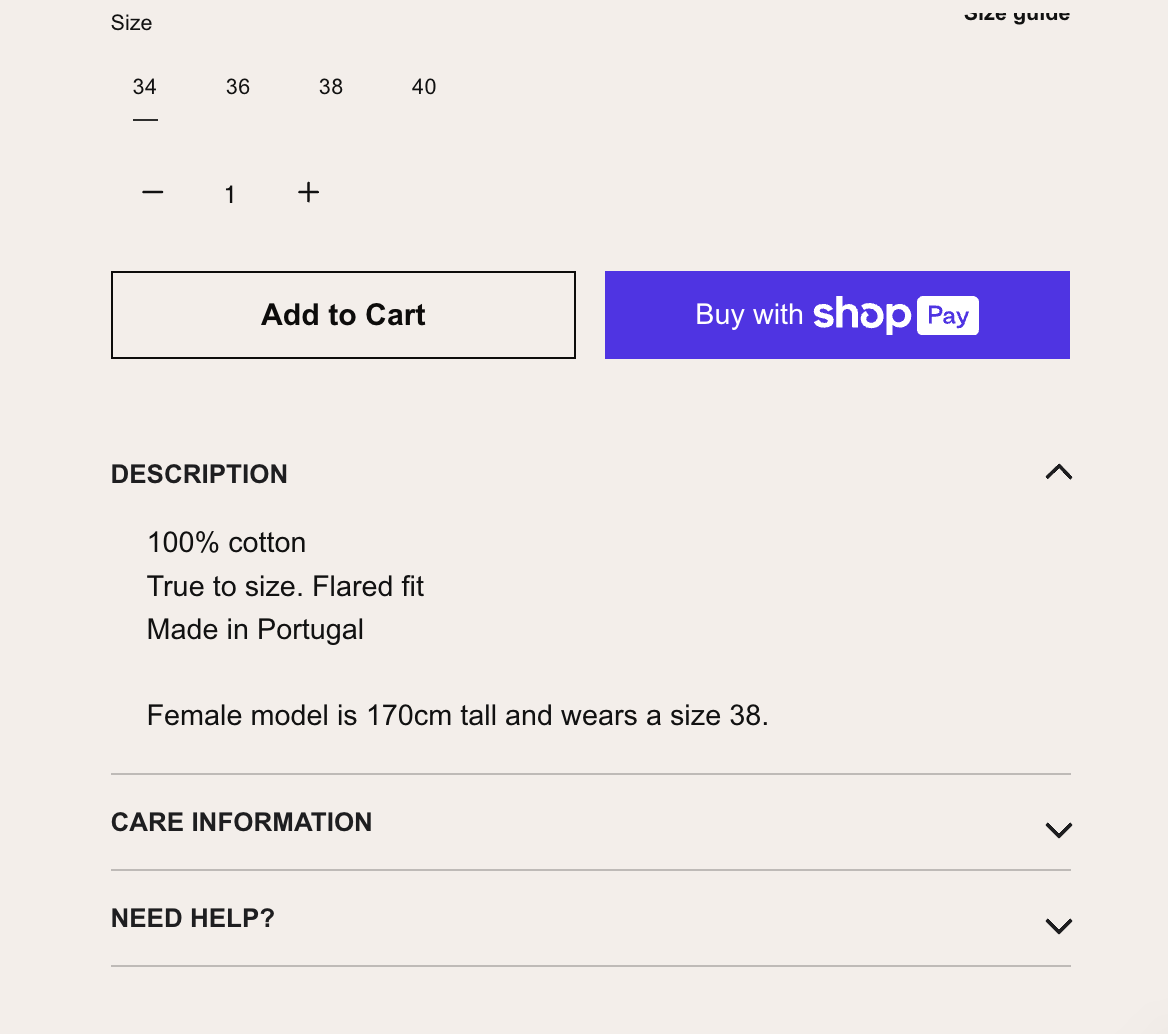 Size
Size guide
34 36 38 40
1
Add to Cart
Buy with shop Pay
DESCRIPTION
100% cotton
True to size. Flared fit
Made in Portugal
Female model is 170cm tall and wears a size 38.
CARE INFORMATION
NEED HELP?